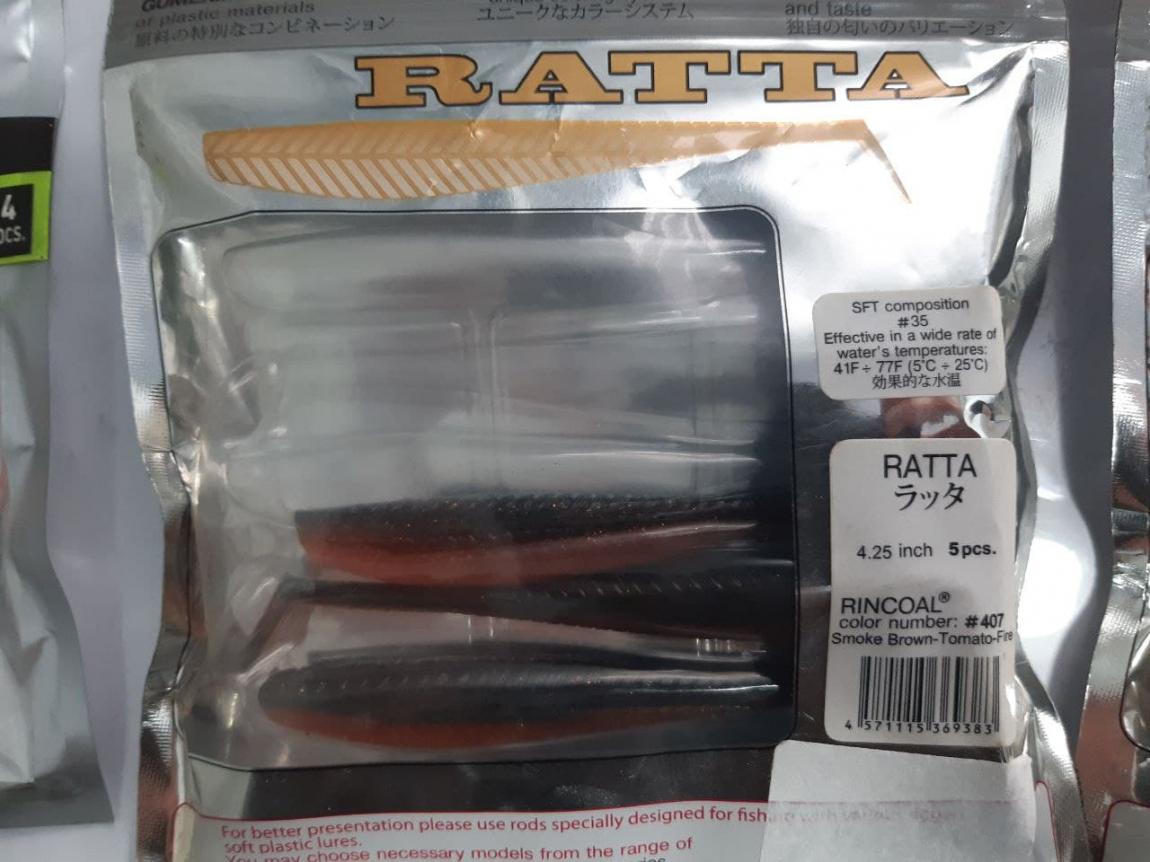 of plastic materials
原料の特別なコンビネーション
ユニークなカラーシステム
and taste
独自の匂いのバリエーション
RATTA
4
PCS.
SFT composition
#35
Effective in a wide rate of
water's temperatures:
41F ÷ 77F (5°C ÷ 25°C)
効果的な水温
RATTA
ラッタ
4.25 inch 5pcs.
RINCOAL®
color number: #407
Smoke Brown-Tomato-Fire
4 571115 369383
For better presentation please use rods specially designed for fishing with various
soft plastic lures.
You may choose necessary models from the range of